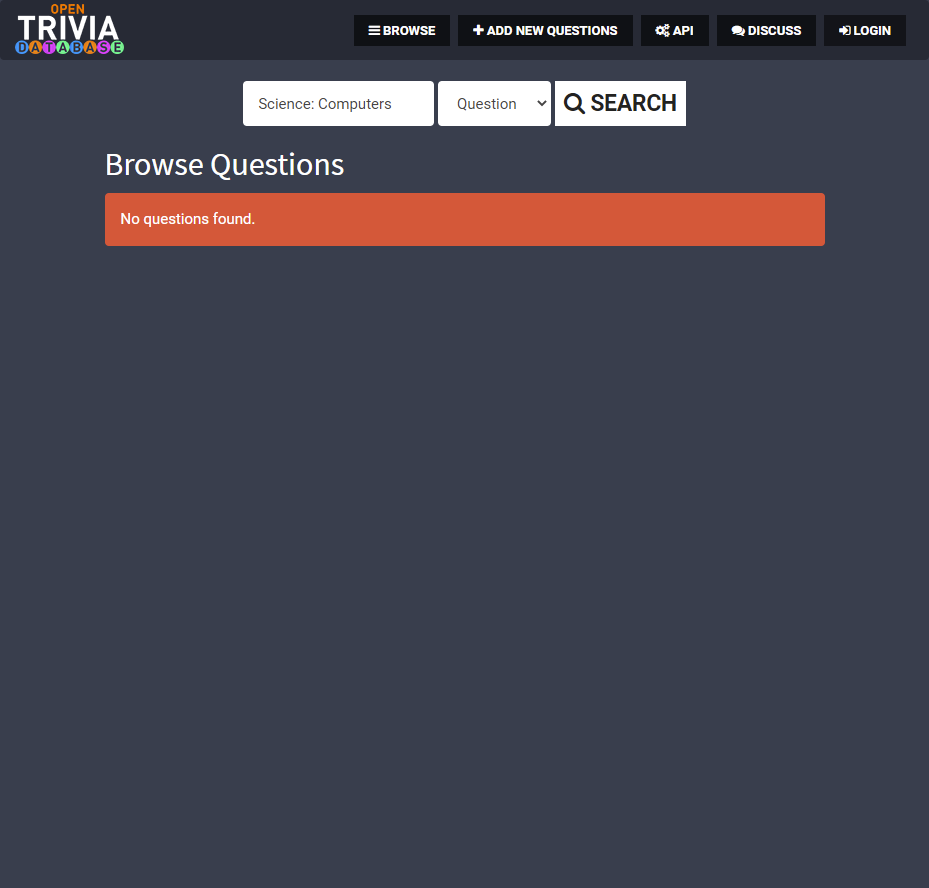 OPEN
TRIVIA
DATABASE
BROWSE
ADD NEW QUESTIONS
API
DISCUSS
LOGIN
Science: Computers
Question
SEARCH
Browse Questions
No questions found.